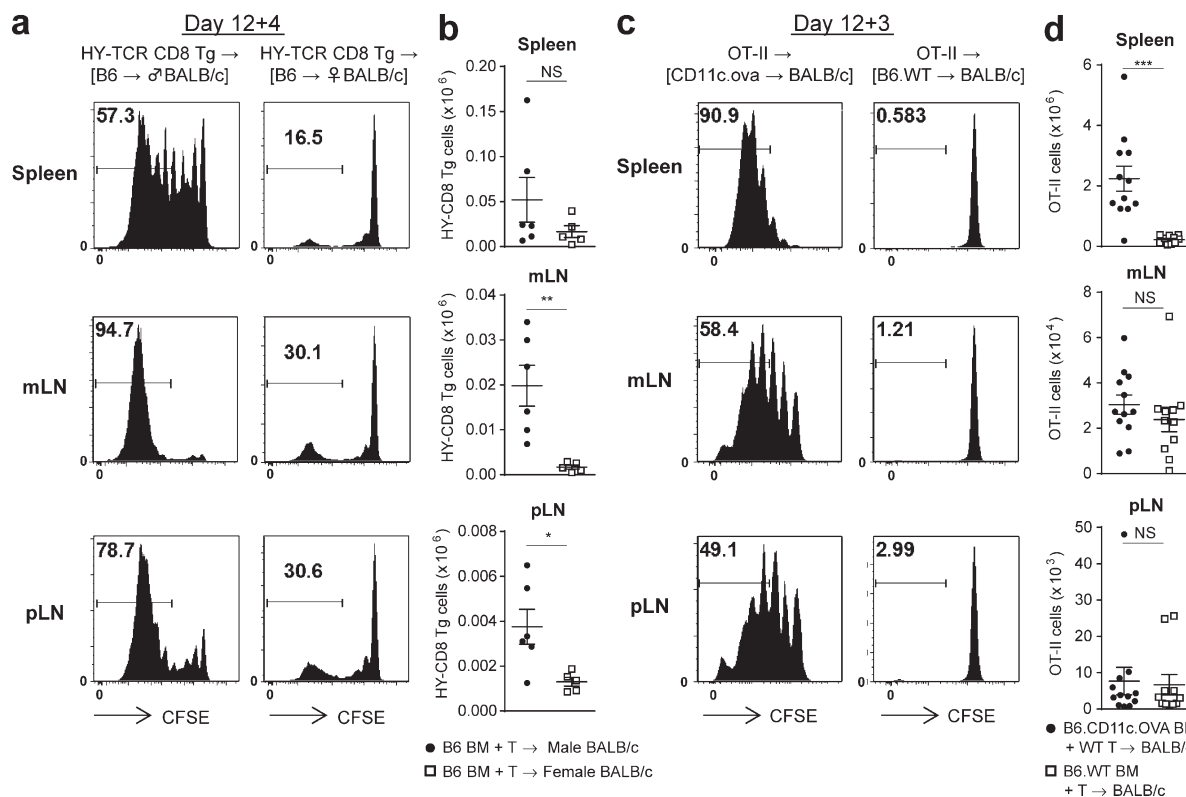 a
Day 12+4
HY-TCR CD8 Tg →
[B6 → ♂BALB/c]
HY-TCR CD8 Tg →
[B6 → ♀BALB/c]
Spleen
57.3
0
0
16.5
0
0
mLN
94.7
0
0
30.1
0
0
pLN
78.7
0
30.6
0
CFSE
CFSE
b
Spleen
HY-CD8 Tg cells (x10⁶)
0.20
0.15
0.10
0.05
0.00
NS
mLN
HY-CD8 Tg cells (x10⁶)
0.04
0.03
0.02
0.01
0.00
**
pLN
HY-CD8 Tg cells (x10⁶)
0.008
0.006
0.004
0.002
0.000
*
B6 BM + T → Male BALB/c
B6 BM + T → Female BALB/c
c
Day 12+3
OT-II →
[CD11c.ova → BALB/c]
OT-II →
[B6.WT → BALB/c]
Spleen
90.9
0
0
0.583
0
0
mLN
58.4
0
0
1.21
0
0
pLN
49.1
0
2.99
0
CFSE
CFSE
d
Spleen
OT-II cells (x10⁶)
6
4
2
0
***
mLN
OT-II cells (x10⁴)
8
6
4
2
0
NS
pLN
OT-II cells (x10³)
50
40
30
20
10
0
NS
B6.CD11c.OVA
+ WT T → BALB/
B6.WT BM
+ T → BALB/c